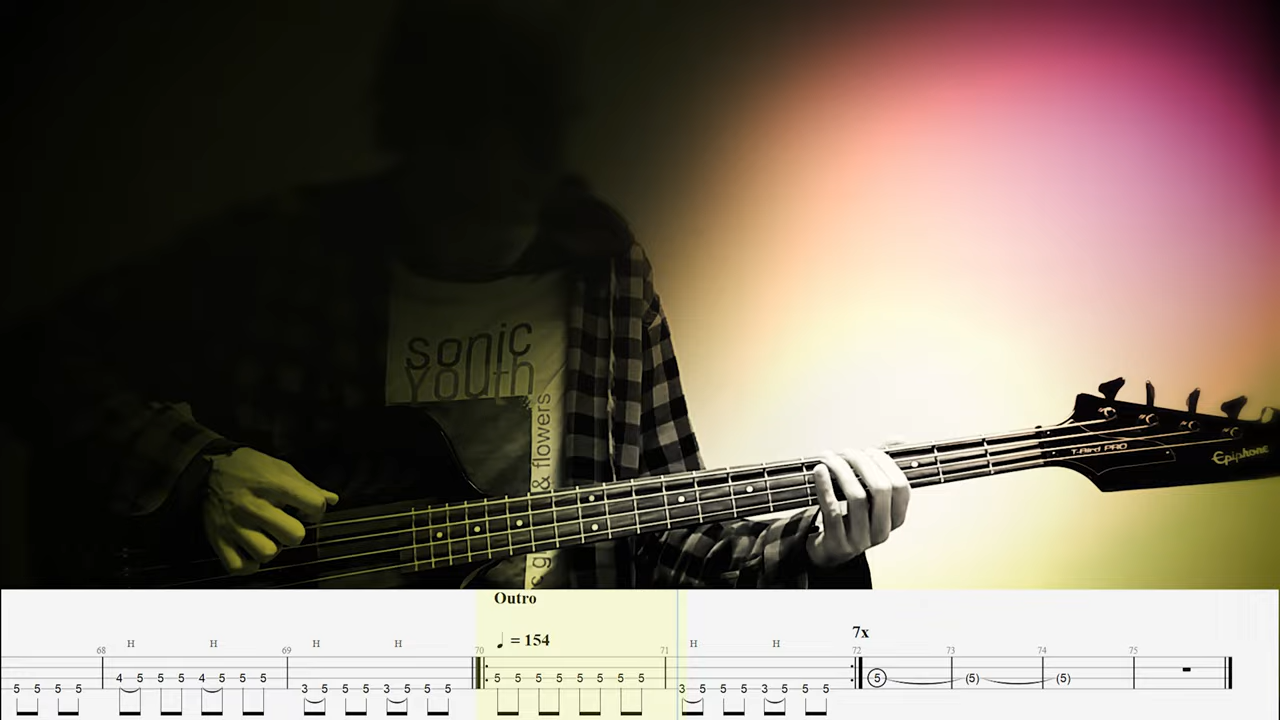 sonic
YOUth
& flowers
c g
T-Bird PRO
Epiphone
Outro
♩ = 154
7x
H H H H H H
68 69 70 71 72 73 74 75
5 5 5 5 4 5 5 5 4 5 5 5 3 5 5 5 3 5 5 5 5 5 5 5 5 5 5 5 3 5 5 5 3 5 5 5 5 (5) (5)